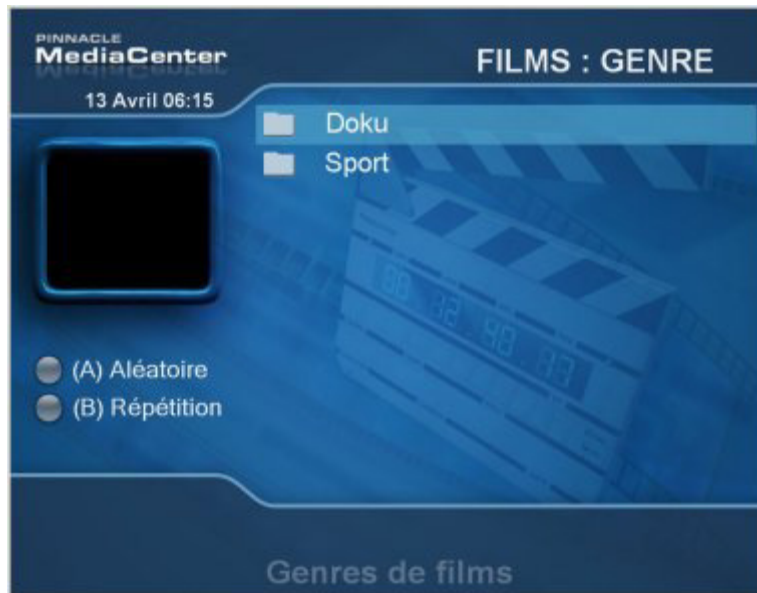 PINNACLE
MediaCenter
FILMS : GENRE
13 Avril 06:15
Doku
Sport
(A) Aléatoire
(B) Répétition
Genres de films